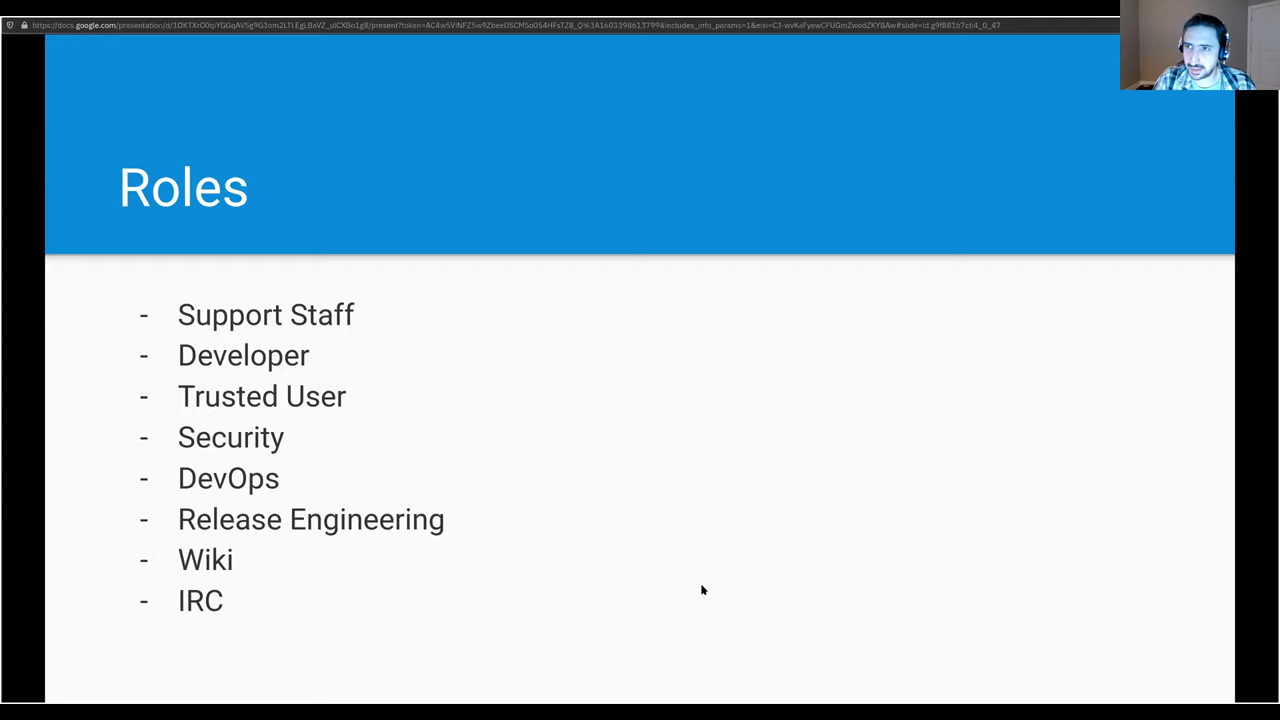 Roles
- Support Staff
- Developer
- Trusted User
- Security
- DevOps
- Release Engineering
- Wiki
- IRC